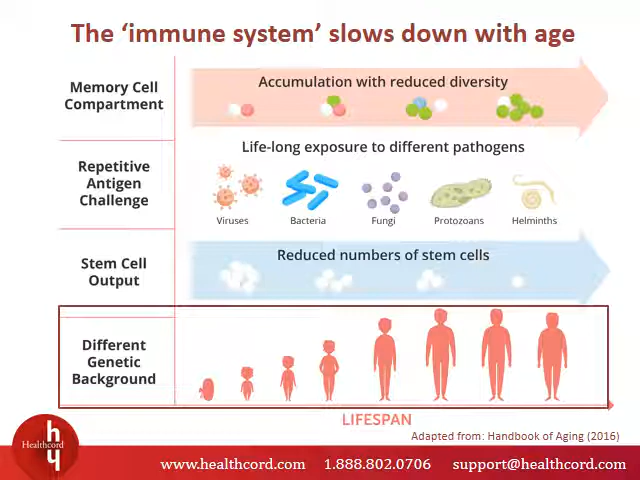 The ‘immune system’ slows down with age
Memory Cell
Compartment
Accumulation with reduced diversity
Repetitive
Antigen
Challenge
Life-long exposure to different pathogens
Viruses
Bacteria
Fungi
Protozoans
Helminths
Stem Cell
Output
Reduced numbers of stem cells
Different
Genetic
Background
LIFESPAN
Adapted from: Handbook of Aging (2016)
h
Healthcord
y
www.healthcord.com 1.888.802.0706 support@healthcord.com